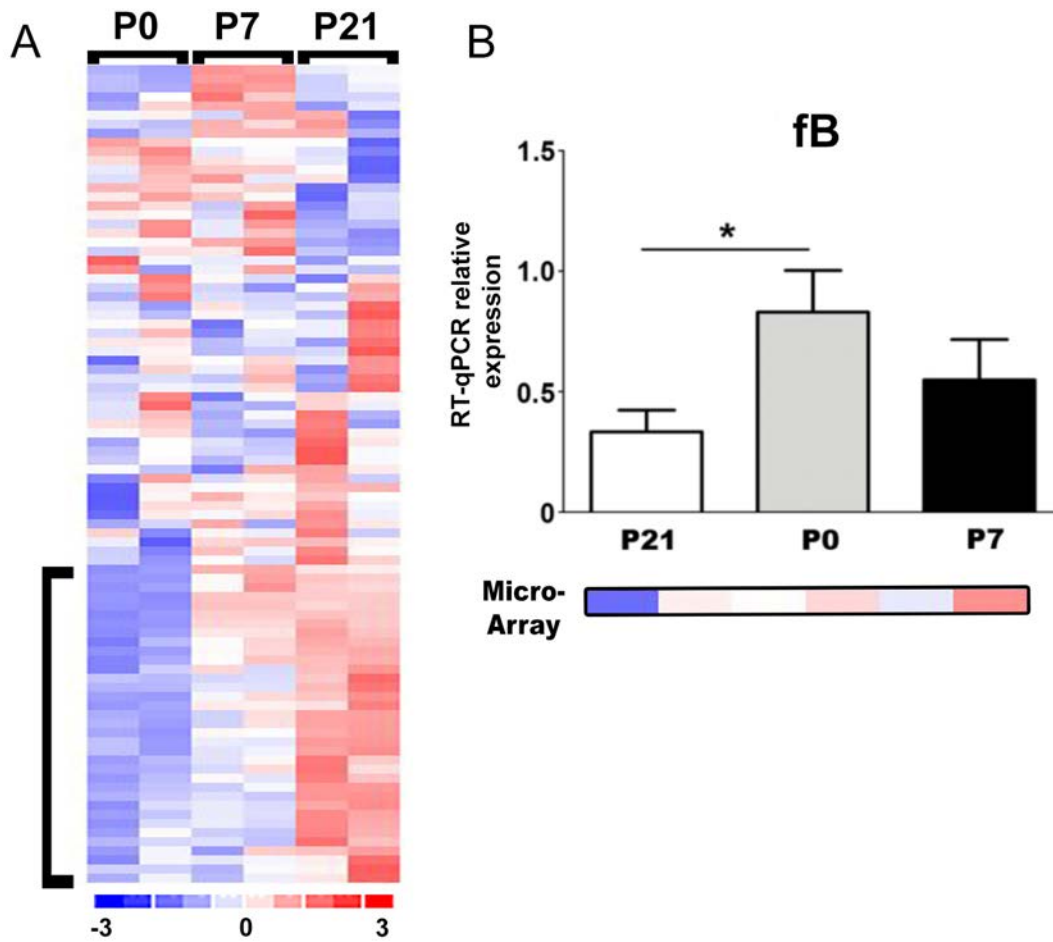 A
P0 P7 P21
-3 0 3
B
fB
RT-qPCR relative
expression
1.5
1.0
0.5
0
*
P21 P0 P7
Micro-
Array